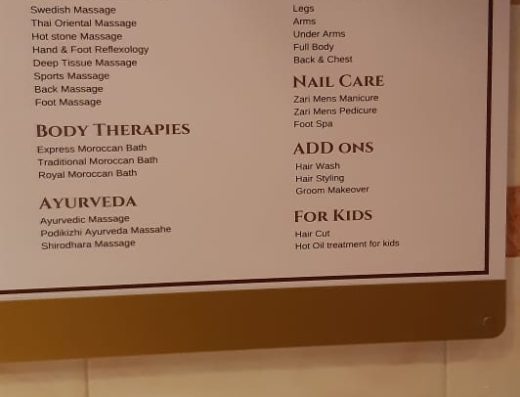 Swedish Massage
Thai Oriental Massage
Hot stone Massage
Hand & Foot Reflexology
Deep Tissue Massage
Sports Massage
Back Massage
Foot Massage
BODY THERAPIES
Express Moroccan Bath
Traditional Moroccan Bath
Royal Moroccan Bath
AYURVEDA
Ayurvedic Massage
Podikizhi Ayurveda Massahe
Shirodhara Massage
Legs
Arms
Under Arms
Full Body
Back & Chest
NAIL CARE
Zari Mens Manicure
Zari Mens Pedicure
Foot Spa
ADD ONS
Hair Wash
Hair Styling
Groom Makeover
FOR KIDS
Hair Cut
Hot Oil treatment for kids